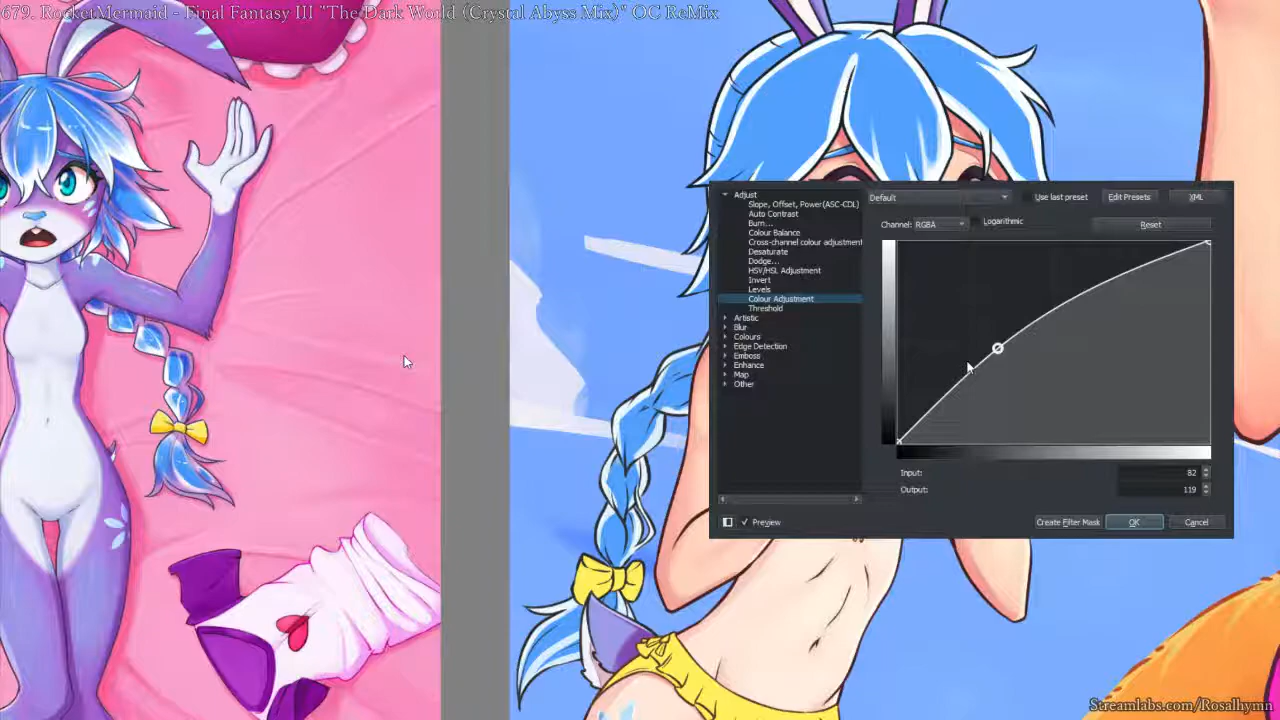 679. RocketMermaid - Final Fantasy III "The Dark World (Crystal Abyss Mix)" OC ReMix
Adjust
Slope, Offset, Power(ASC-CDL)
Auto Contrast
Burn...
Colour Balance
Cross-channel colour adjustment
Desaturate
Dodge...
HSV/HSL Adjustment
Invert
Levels
Colour Adjustment
Threshold
Artistic
Blur
Colours
Edge Detection
Emboss
Enhance
Map
Other
Default
Use last preset
Edit Presets
XML
Channel: RGBA
Logarithmic
Reset
Input: 82
Output: 119
Preview
Create Filter Mask
OK
Cancel
Streamlabs.com/Rosalhymn